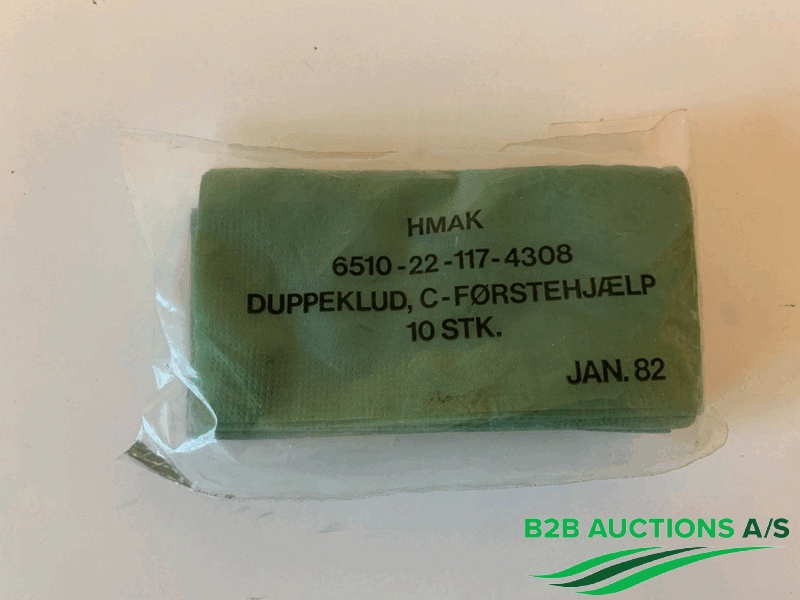 HMAK
6510-22-117-4308
DUPPEKLUD, C-FØRSTEHJÆLP
10 STK.
JAN. 82
B2B AUCTIONS A/S